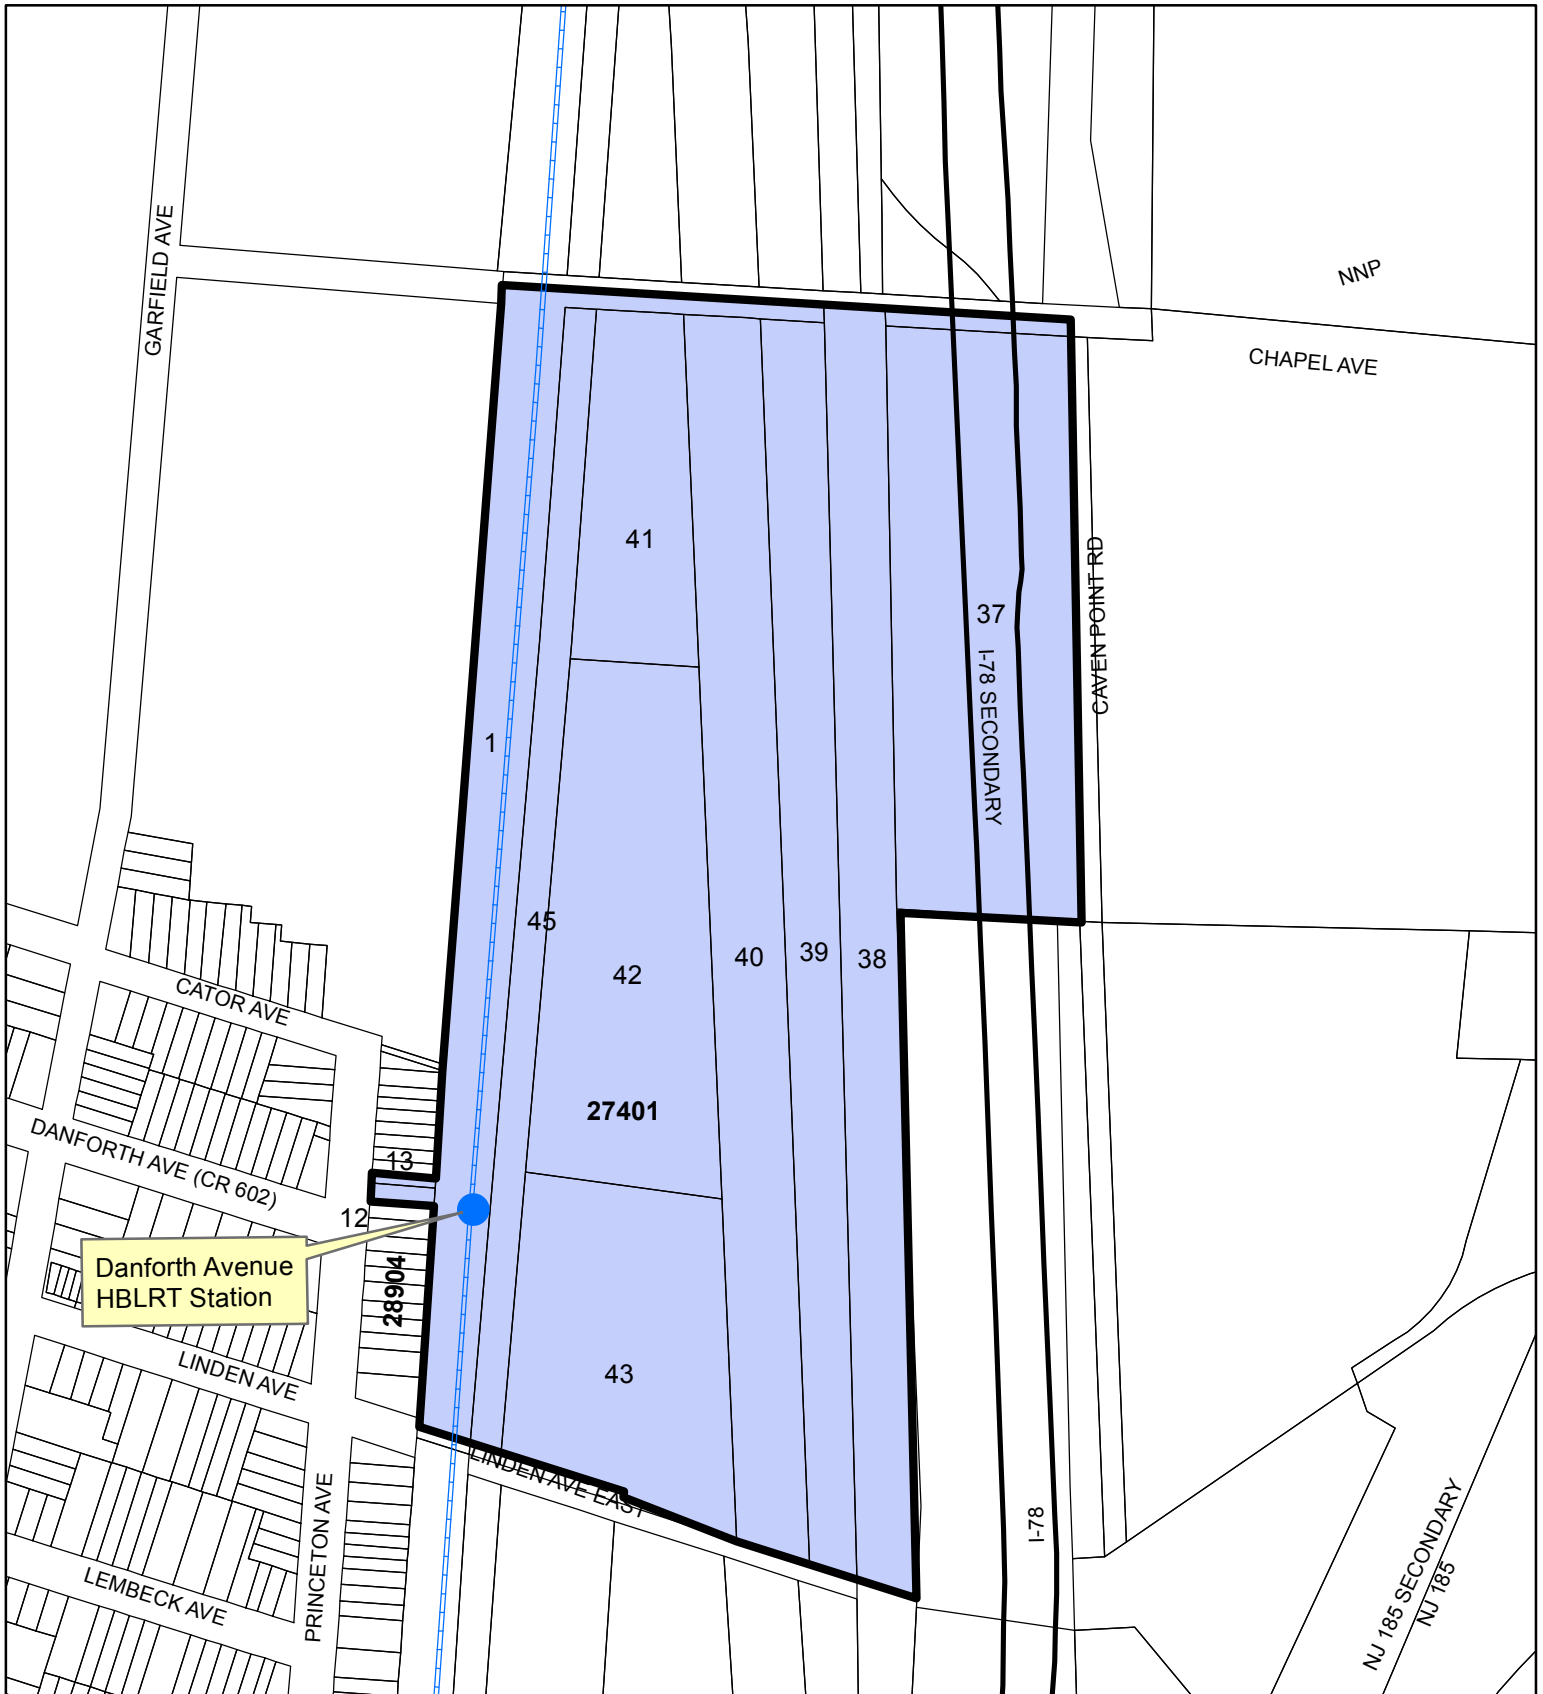 GARFIELD AVE
NNP
CHAPEL AVE
41
37
CAVEN POINT RD
I-78 SECONDARY
1
45
42
40
39
38
CATOR AVE
27401
DANFORTH AVE (CR 602)
13
12
Danforth Avenue
HBLRT Station
28904
LINDEN AVE
43
LINDEN AVE EAST
PRINCETON AVE
I-78
LEMBECK AVE
NJ 185 SECONDARY
NJ 185